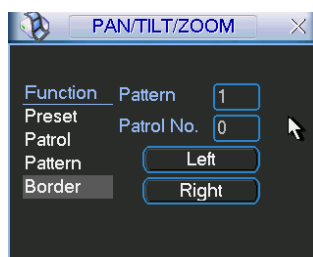 PAN/TILT/ZOOM
Function Pattern 1
Preset
Patrol No. 0
Patrol
Pattern Left
Border Right